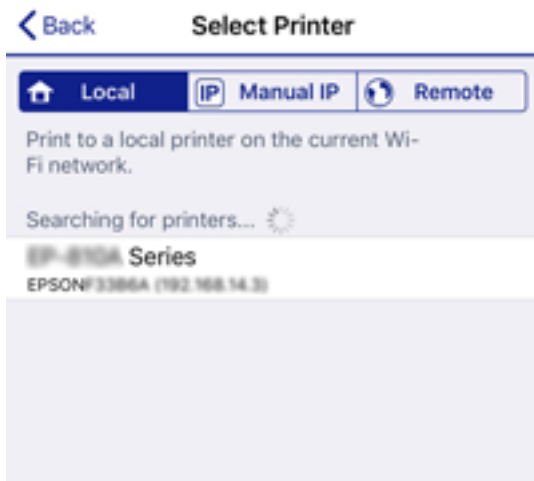 Back
Select Printer
Local
IP Manual IP
Remote
Print to a local printer on the current Wi-
Fi network.
Searching for printers...
Series
EPSON